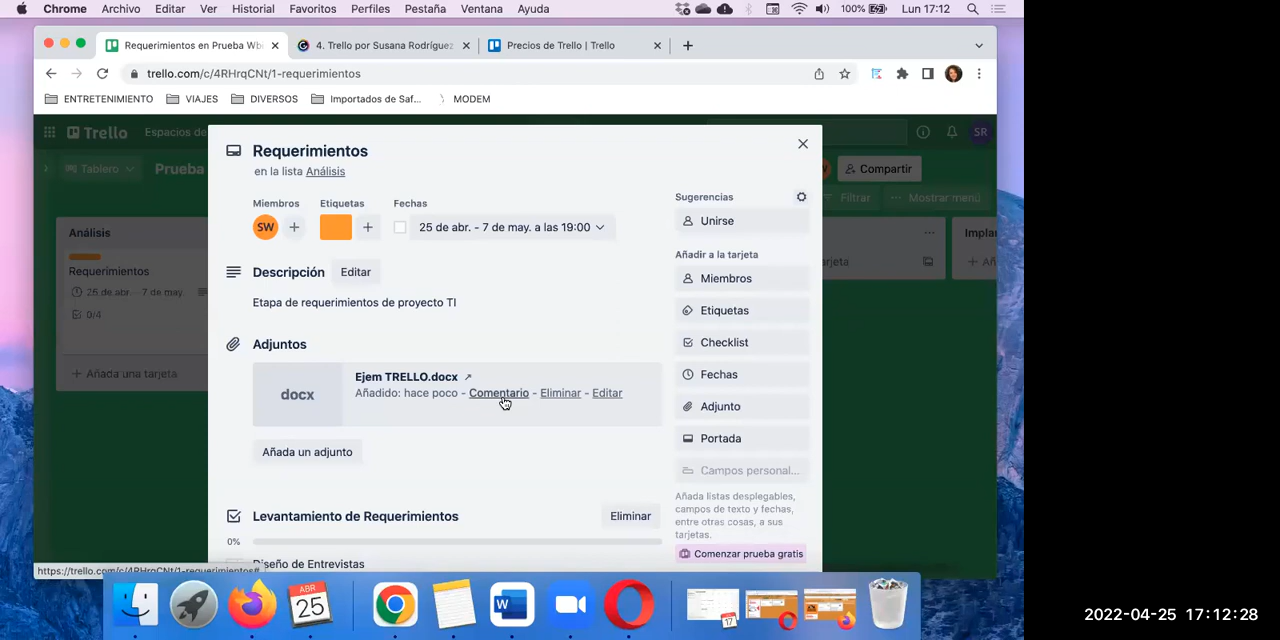 Chrome Archivo Editar Ver Historial Favoritos Perfiles Pestaña Ventana Ayuda 100% Lun 17:12
Requerimientos en Prueba Wb
4. Trello por Susana Rodríguez
Precios de Trello | Trello
trello.com/c/4RHrqCNt/1-requerimientos
ENTRETENIMIENTO VIAJES DIVERSOS Importados de Saf... MODEM
Trello Espacios de SR
Tablero Prueba Compartir
Filtrar Mostrar menú
Requerimientos
en la lista Análisis
Miembros Etiquetas Fechas
SW 25 de abr. - 7 de may. a las 19:00
Descripción Editar
Etapa de requerimientos de proyecto TI
Adjuntos
docx
Ejem TRELLO.docx
Añadido: hace poco - Comentario - Eliminar - Editar
Añada un adjunto
Levantamiento de Requerimientos Eliminar
0%
Diseño de Entrevistas
Sugerencias
Unirse
Añadir a la tarjeta
Miembros
Etiquetas
Checklist
Fechas
Adjunto
Portada
Campos personal...
Añada listas desplegables,
campos de texto y fechas,
entre otras cosas, a sus
tarjetas.
Comenzar prueba gratis
Análisis
Requerimientos
25 de abr. - 7 de may.
0/4
Añada una tarjeta
arjeta
Implan
Añ
https://trello.com/c/4RHrqCNt/1-requerimientos#
ABR
25
W
17
2022-04-25 17:12:28